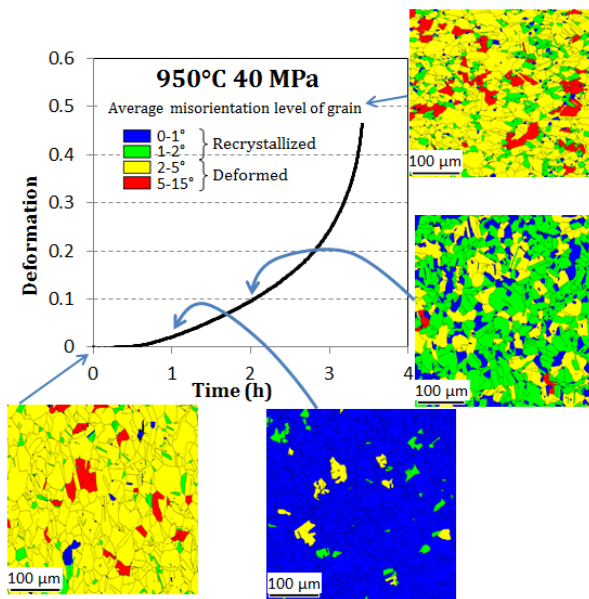 0.6
950°C 40 MPa
0.5
Average misorientation level of grain
0-1°
1-2°
Recrystallized
2-5°
5-15°
Deformed
0.4
0.3
0.2
0.1
0
Deformation
0 1 2 3 4
Time (h)
100 µm
100 µm
100 µm
100 µm